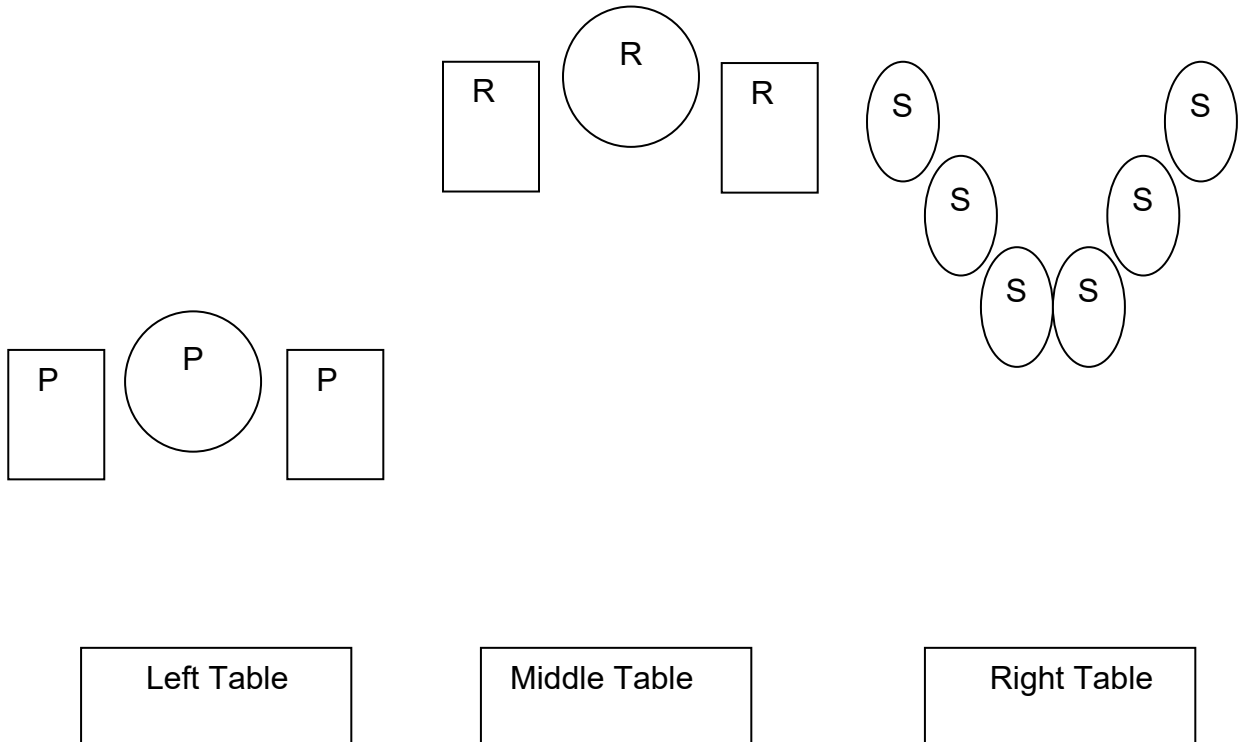 R R R
S S
S S
S S
P P P
Left Table Middle Table Right Table